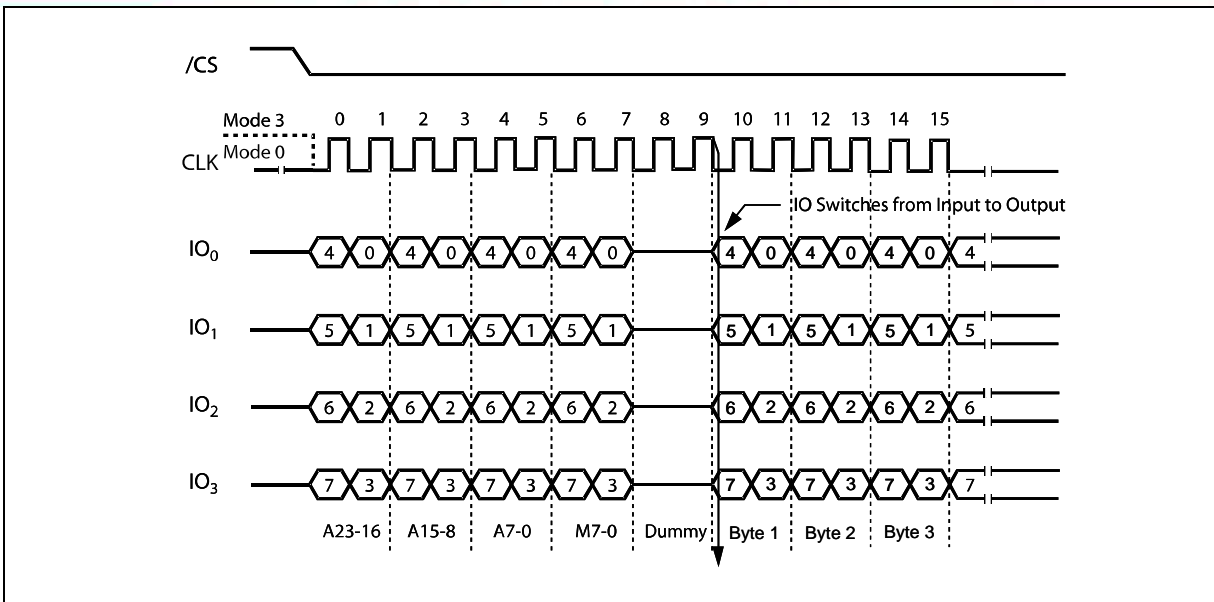 /CS
Mode 3
0 1 2 3 4 5 6 7 8 9 10 11 12 13 14 15
CLK
Mode 0
IO Switches from Input to Output
IO0 4 0 4 0 4 0 4 0 4 0 4 0 4 0 4
IO1 5 1 5 1 5 1 5 1 5 1 5 1 5 1 5
IO2 6 2 6 2 6 2 6 2 6 2 6 2 6 2 6
IO3 7 3 7 3 7 3 7 3 7 3 7 3 7 3 7
A23-16 A15-8 A7-0 M7-0 Dummy Byte 1 Byte 2 Byte 3